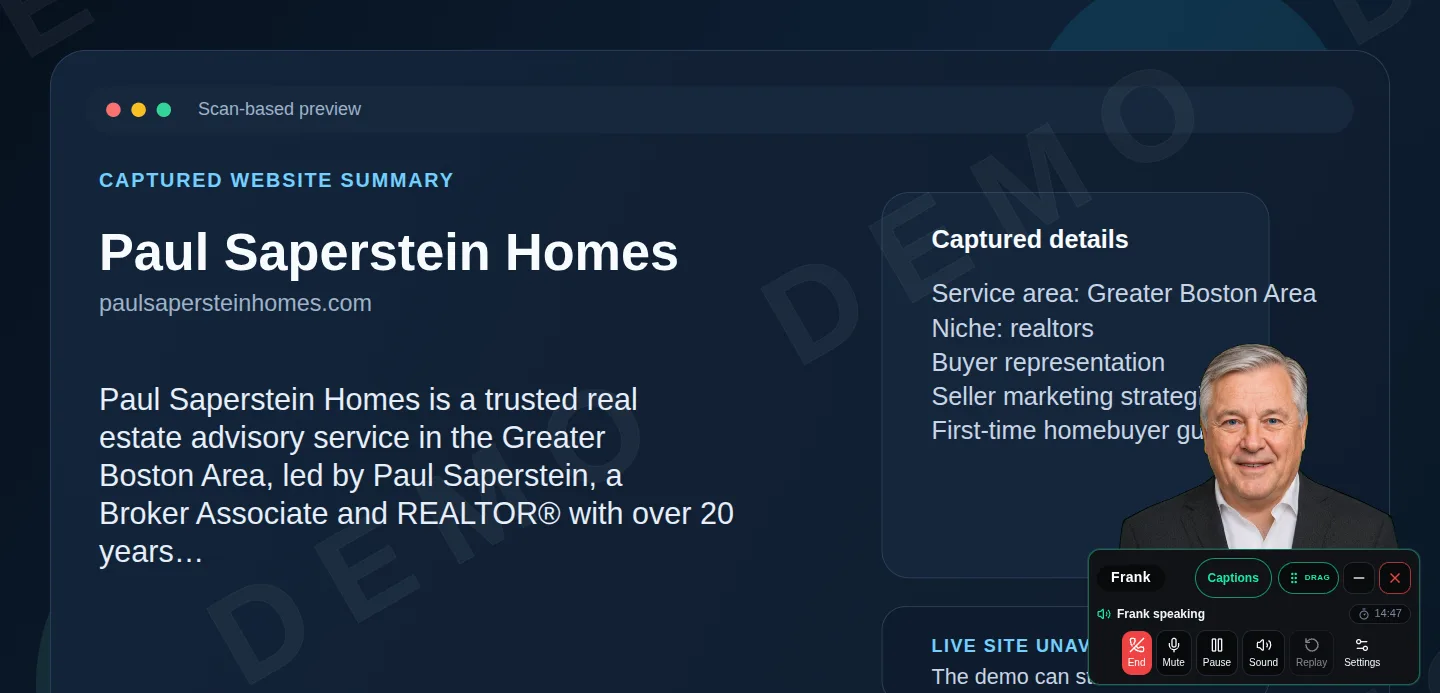 Scan-based preview
CAPTURED WEBSITE SUMMARY
Paul Saperstein Homes
paulsapersteinhomes.com
Paul Saperstein Homes is a trusted real
estate advisory service in the Greater
Boston Area, led by Paul Saperstein, a
Broker Associate and REALTOR® with over 20
years…
Captured details
Service area: Greater Boston Area
Niche: realtors
Buyer representation
Seller marketing
First-time homebuyer
LIVE SITE
The demo can
DEMO
DEMO
Frank
Captions
DRAG
Frank speaking
14:47
End
Mute
Pause
Sound
Replay
Settings